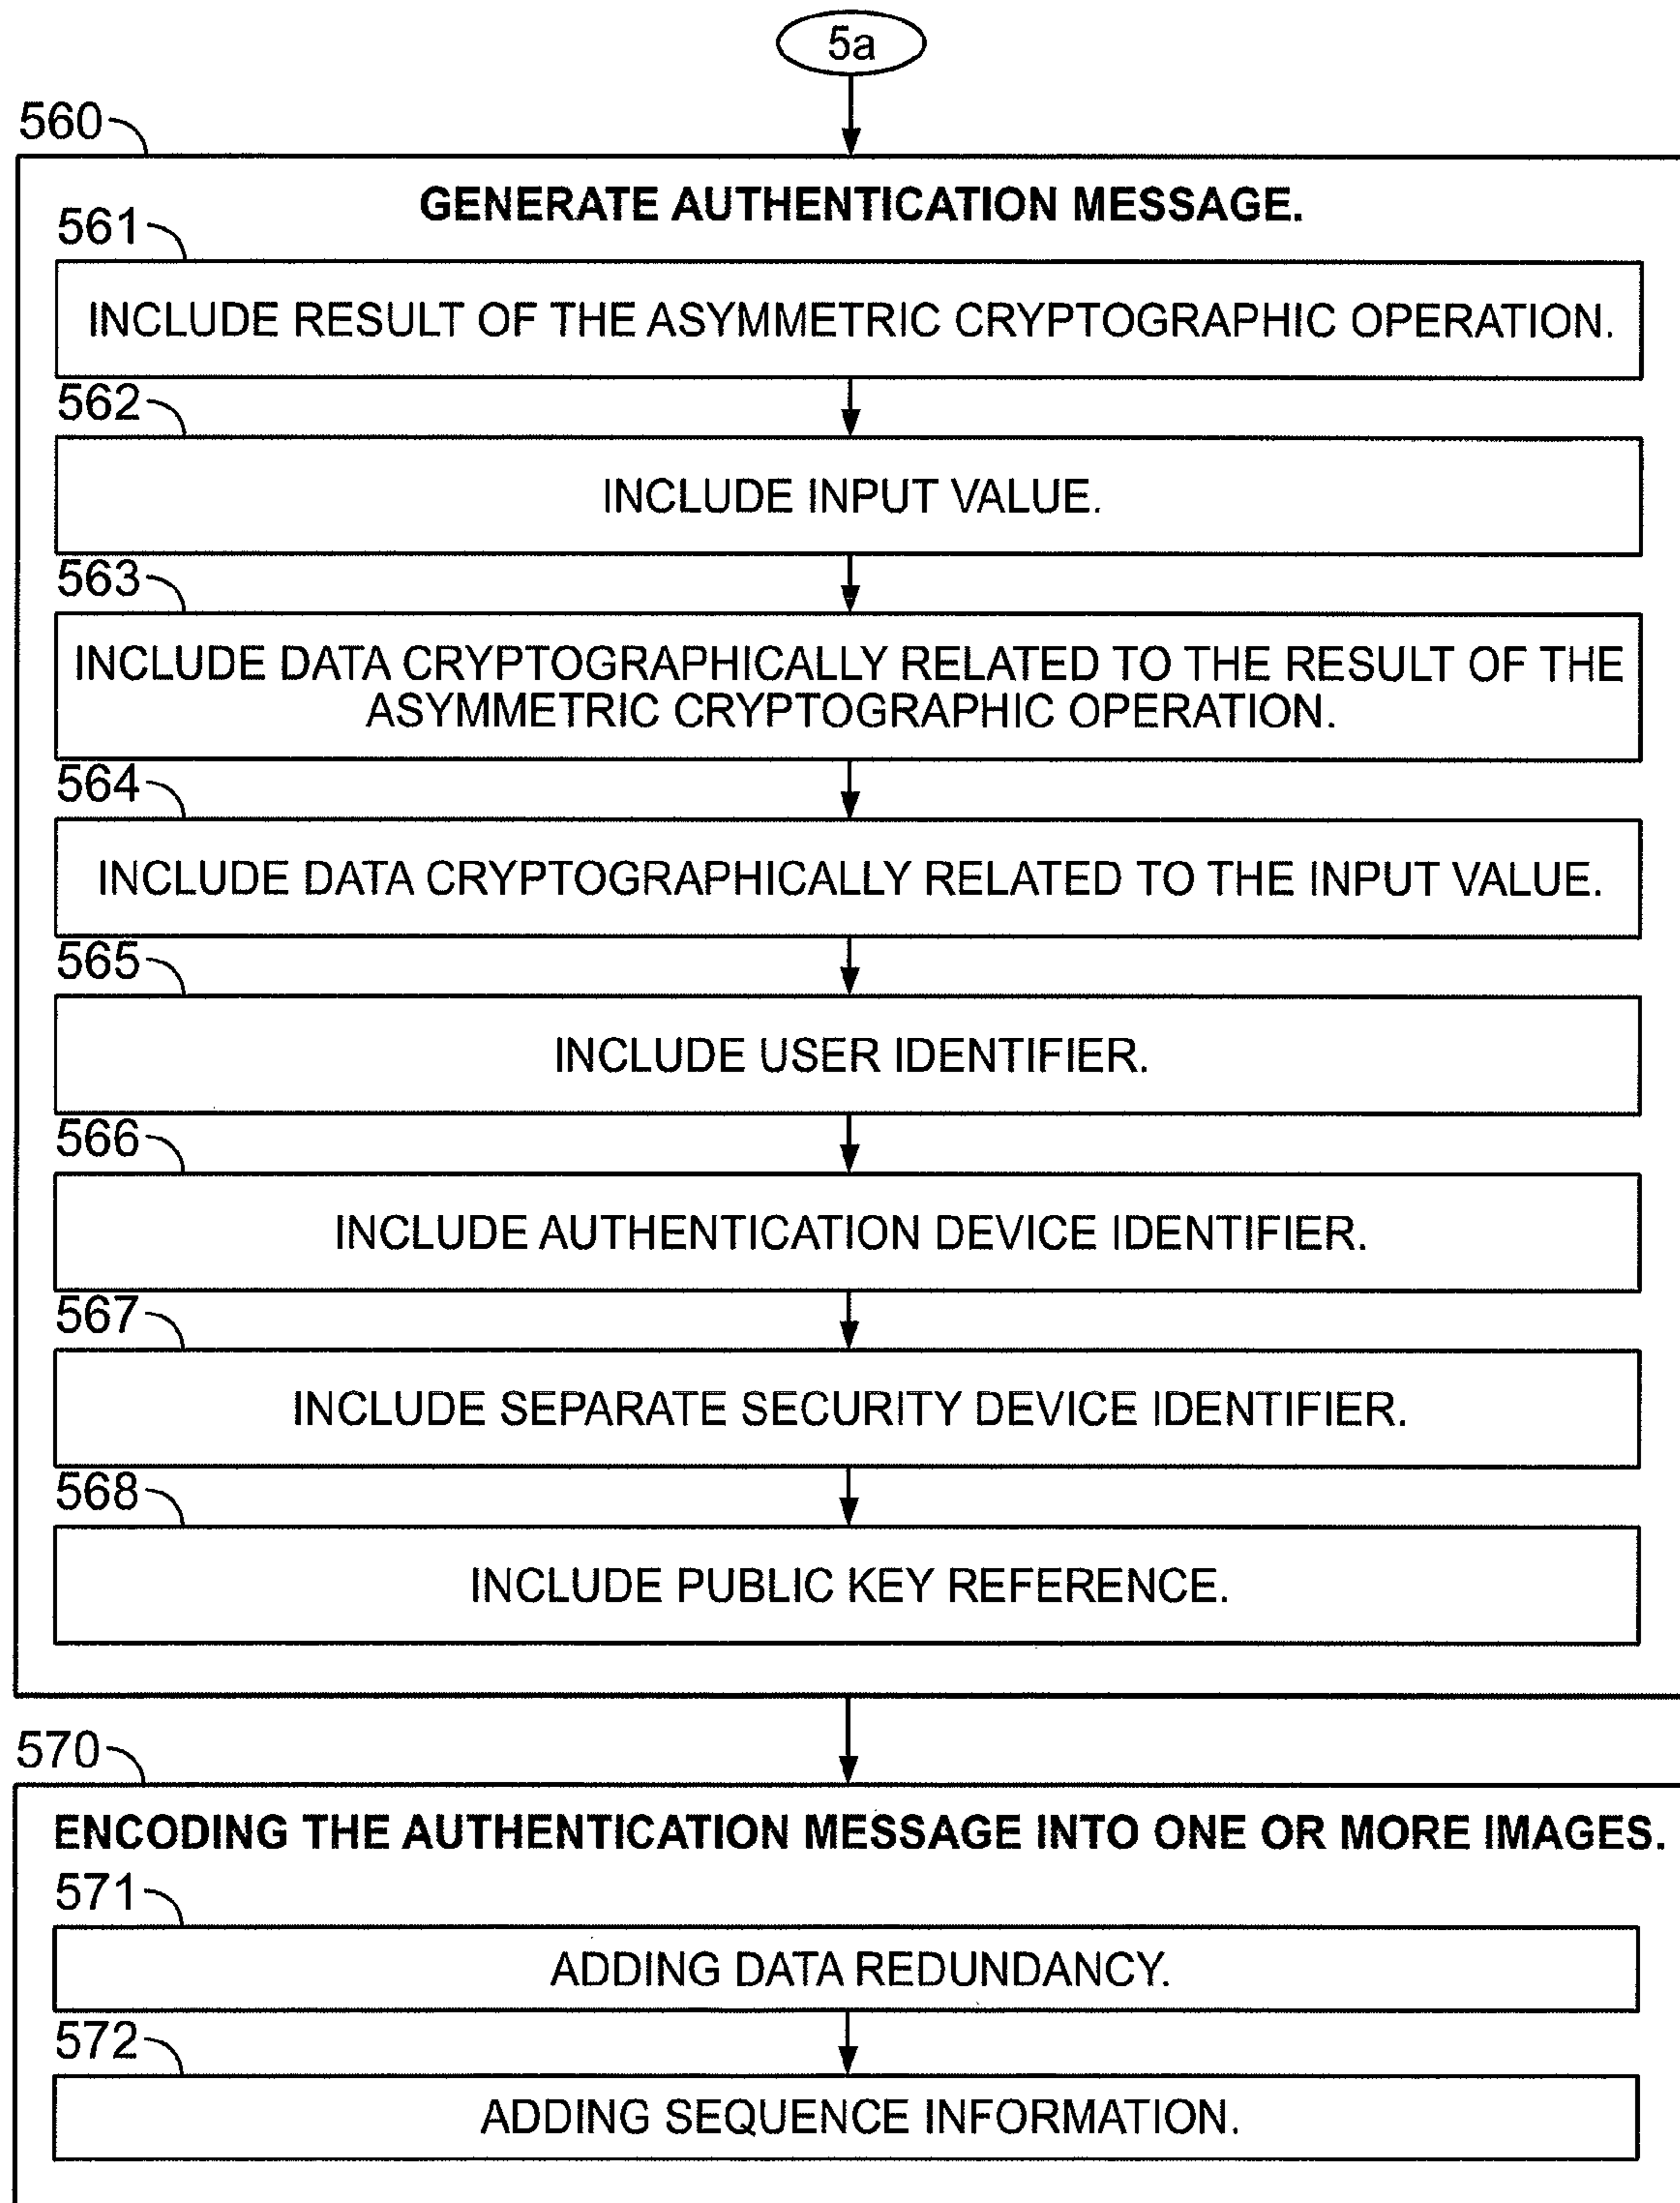 5a
560
GENERATE AUTHENTICATION MESSAGE.
561
INCLUDE RESULT OF THE ASYMMETRIC CRYPTOGRAPHIC OPERATION.
562
INCLUDE INPUT VALUE.
563
INCLUDE DATA CRYPTOGRAPHICALLY RELATED TO THE RESULT OF THE
ASYMMETRIC CRYPTOGRAPHIC OPERATION.
564
INCLUDE DATA CRYPTOGRAPHICALLY RELATED TO THE INPUT VALUE.
565
INCLUDE USER IDENTIFIER.
566
INCLUDE AUTHENTICATION DEVICE IDENTIFIER.
567
INCLUDE SEPARATE SECURITY DEVICE IDENTIFIER.
568
INCLUDE PUBLIC KEY REFERENCE.
570
ENCODING THE AUTHENTICATION MESSAGE INTO ONE OR MORE IMAGES.
571
ADDING DATA REDUNDANCY.
572
ADDING SEQUENCE INFORMATION.